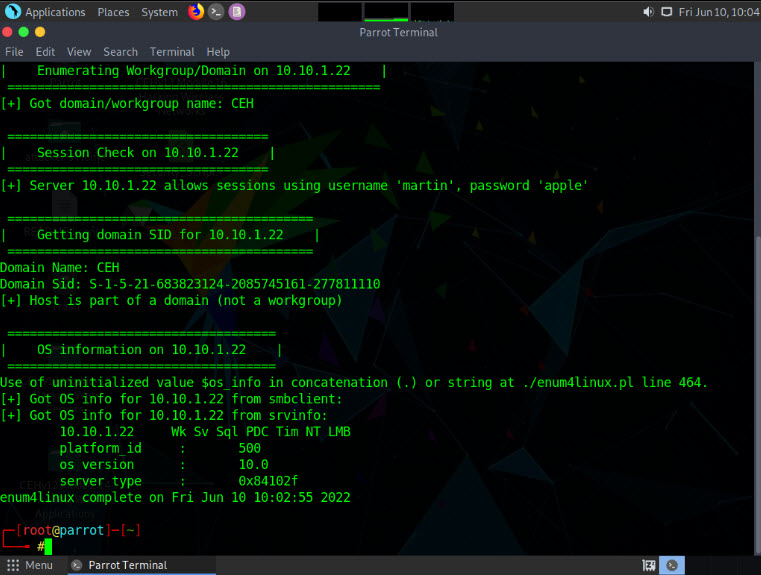 Applications Places System Fri Jun 10, 10:04
Parrot Terminal
File Edit View Search Terminal Help
| Enumerating Workgroup/Domain on 10.10.1.22 |
==================================================
[+] Got domain/workgroup name: CEH
===================================
| Session Check on 10.10.1.22 |
===================================
[+] Server 10.10.1.22 allows sessions using username 'martin', password 'apple'
=========================================
| Getting domain SID for 10.10.1.22 |
=========================================
Domain Name: CEH
Domain Sid: S-1-5-21-683823124-2085745161-277811110
[+] Host is part of a domain (not a workgroup)
====================================
| OS information on 10.10.1.22 |
====================================
Use of uninitialized value $os_info in concatenation (.) or string at ./enum4linux.pl line 464.
[+] Got OS info for 10.10.1.22 from smbclient:
[+] Got OS info for 10.10.1.22 from srvinfo:
10.10.1.22 Wk Sv Sql PDC Tim NT LMB
platform_id : 500
os version : 10.0
server type : 0x84102f
enum4linux complete on Fri Jun 10 10:02:55 2022
┌─[root@parrot]─[~]
└──╼ #
Menu Parrot Terminal